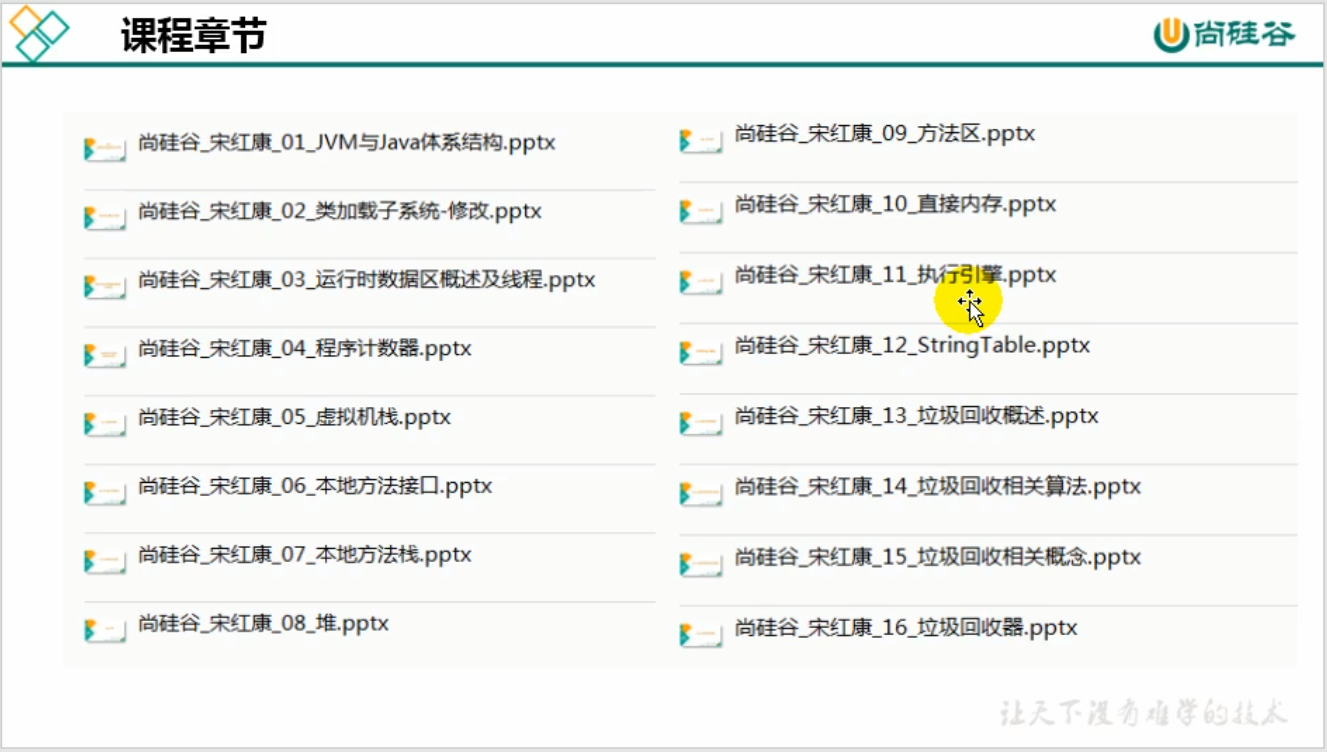 课程章节
尚硅谷
尚硅谷_宋红康_01_JVM与Java体系结构.pptx
尚硅谷_宋红康_02_类加载子系统-修改.pptx
尚硅谷_宋红康_03_运行时数据区概述及线程.pptx
尚硅谷_宋红康_04_程序计数器.pptx
尚硅谷_宋红康_05_虚拟机栈.pptx
尚硅谷_宋红康_06_本地方法接口.pptx
尚硅谷_宋红康_07_本地方法栈.pptx
尚硅谷_宋红康_08_堆.pptx
尚硅谷_宋红康_09_方法区.pptx
尚硅谷_宋红康_10_直接内存.pptx
尚硅谷_宋红康_11_执行引擎.pptx
尚硅谷_宋红康_12_StringTable.pptx
尚硅谷_宋红康_13_垃圾回收概述.pptx
尚硅谷_宋红康_14_垃圾回收相关算法.pptx
尚硅谷_宋红康_15_垃圾回收相关概念.pptx
尚硅谷_宋红康_16_垃圾回收器.pptx
让天下没有难学的技术